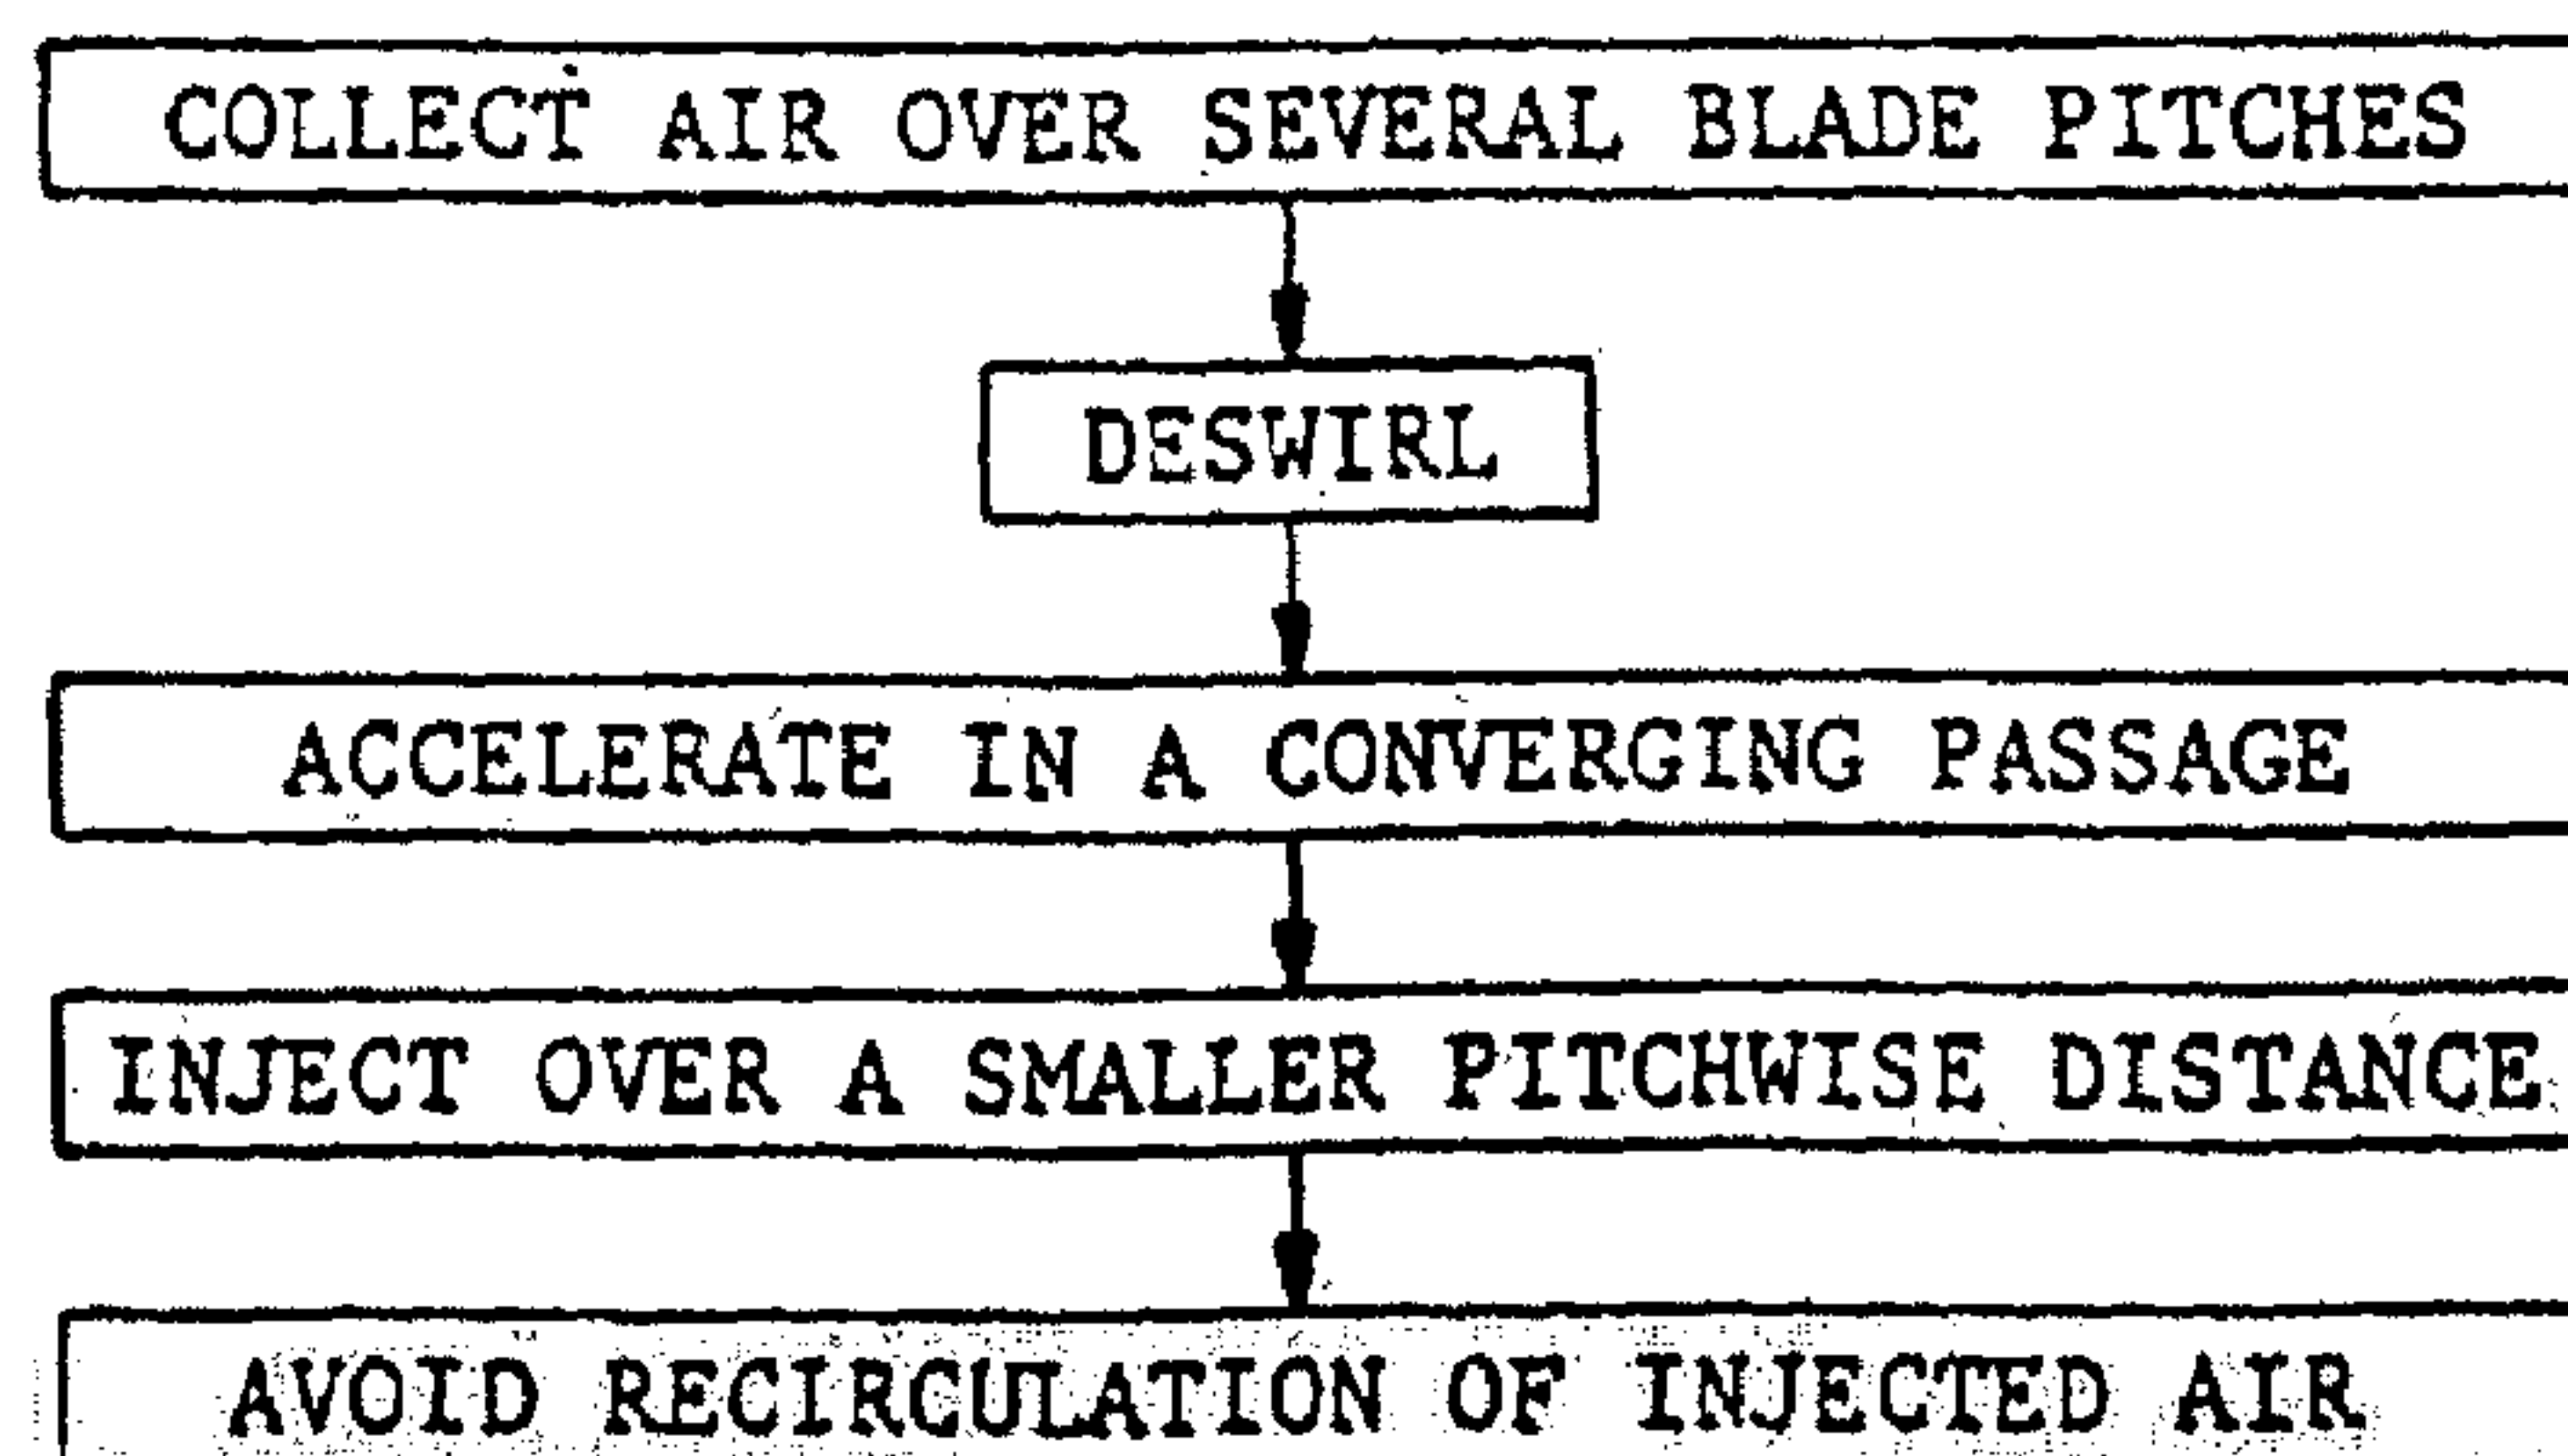 COLLECT AIR OVER SEVERAL BLADE PITCHES
DESWIRL
ACCELERATE IN A CONVERGING PASSAGE
INJECT OVER A SMALLER PITCHWISE DISTANCE
AVOID RECIRCULATION OF INJECTED AIR